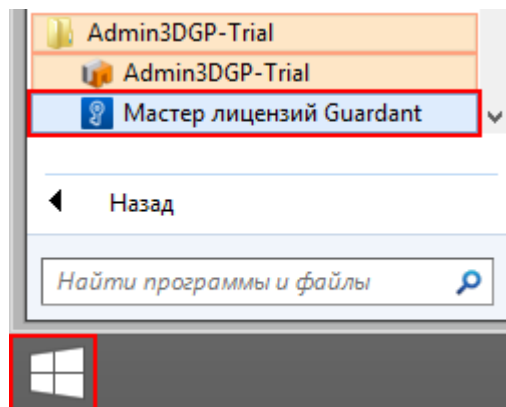 Admin3DGP-Trial
Admin3DGP-Trial
Мастер лицензий Guardant
Назад
Найти программы и файлы